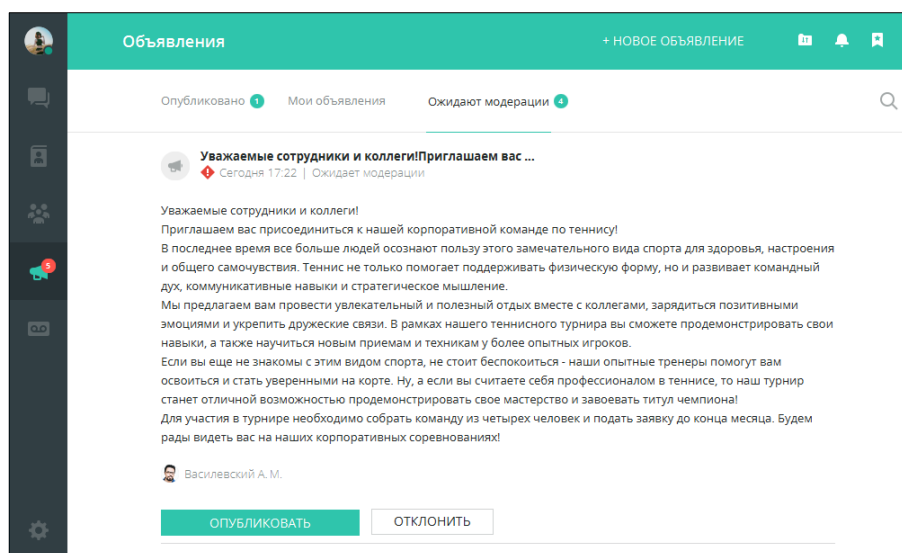 Объявления
+ НОВОЕ ОБЪЯВЛЕНИЕ
Опубликовано 1 Мои объявления Ожидают модерации 4
Уважаемые сотрудники и коллеги!Приглашаем вас ...
Сегодня 17:22 | Ожидает модерации
Уважаемые сотрудники и коллеги!
Приглашаем вас присоединиться к нашей корпоративной команде по теннису!
В последнее время все больше людей осознают пользу этого замечательного вида спорта для здоровья, настроения
и общего самочувствия. Теннис не только помогает поддерживать физическую форму, но и развивает командный
дух, коммуникативные навыки и стратегическое мышление.
Мы предлагаем вам провести увлекательный и полезный отдых вместе с коллегами, зарядиться позитивными
эмоциями и укрепить дружеские связи. В рамках нашего теннисного турнира вы сможете продемонстрировать свои
навыки, а также научиться новым приемам и техникам у более опытных игроков.
5
Если вы еще не знакомы с этим видом спорта, не стоит беспокоиться - наши опытные тренеры помогут вам
освоиться и стать уверенными на корте. Ну, а если вы считаете себя профессионалом в теннисе, то наш турнир
станет отличной возможностью продемонстрировать свое мастерство и завоевать титул чемпиона!
Для участия в турнире необходимо собрать команду из четырех человек и подать заявку до конца месяца. Будем
рады видеть вас на наших корпоративных соревнованиях!
Василевский А. М.
ОПУБЛИКОВАТЬ ОТКЛОНИТЬ